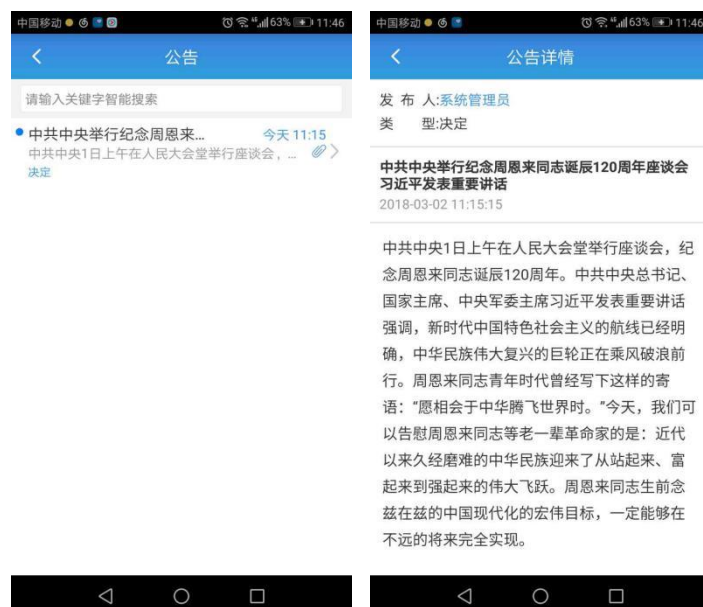 中国移动 63% 11:46
公告
请输入关键字智能搜索
中共中央举行纪念周恩来... 今天 11:15
中共中央1日上午在人民大会堂举行座谈会，...
决定
中国移动 63% 11:46
公告详情
发 布 人:系统管理员
类 型:决定
中共中央举行纪念周恩来同志诞辰120周年座谈会
习近平发表重要讲话
2018-03-02 11:15:15
中共中央1日上午在人民大会堂举行座谈会，纪
念周恩来同志诞辰120周年。中共中央总书记、
国家主席、中央军委主席习近平发表重要讲话
强调，新时代中国特色社会主义的航线已经明
确，中华民族伟大复兴的巨轮正在乘风破浪前
行。周恩来同志青年时代曾经写下这样的寄
语：“愿相会于中华腾飞世界时。”今天，我们可
以告慰周恩来同志等老一辈革命家的是：近代
以来久经磨难的中华民族迎来了从站起来、富
起来到强起来的伟大飞跃。周恩来同志生前念
兹在兹的中国现代化的宏伟目标，一定能够在
不远的将来完全实现。